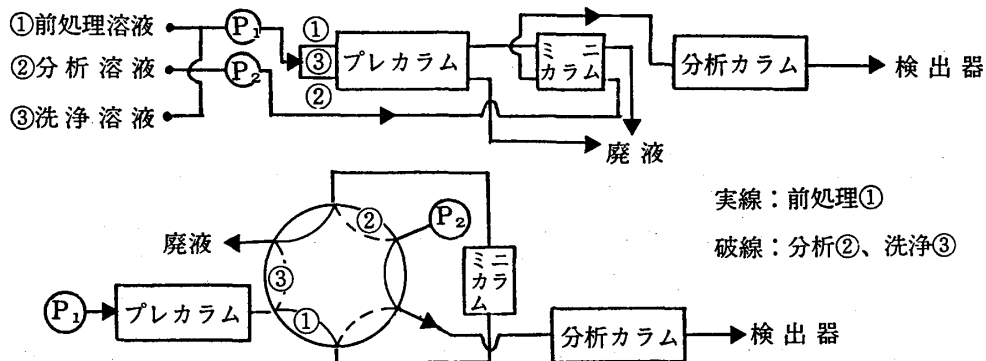 ①前処理溶液
P₁
①
③
②
プレカラム
ミニ
カラム
分析カラム
検出器
②分析溶液
P₂
③洗浄溶液
廃液
実線：前処理①
破線：分析②、洗浄③
廃液
②
P₂
③
①
ミニ
カラ
ム
P₁
プレカラム
分析カラム
検出器